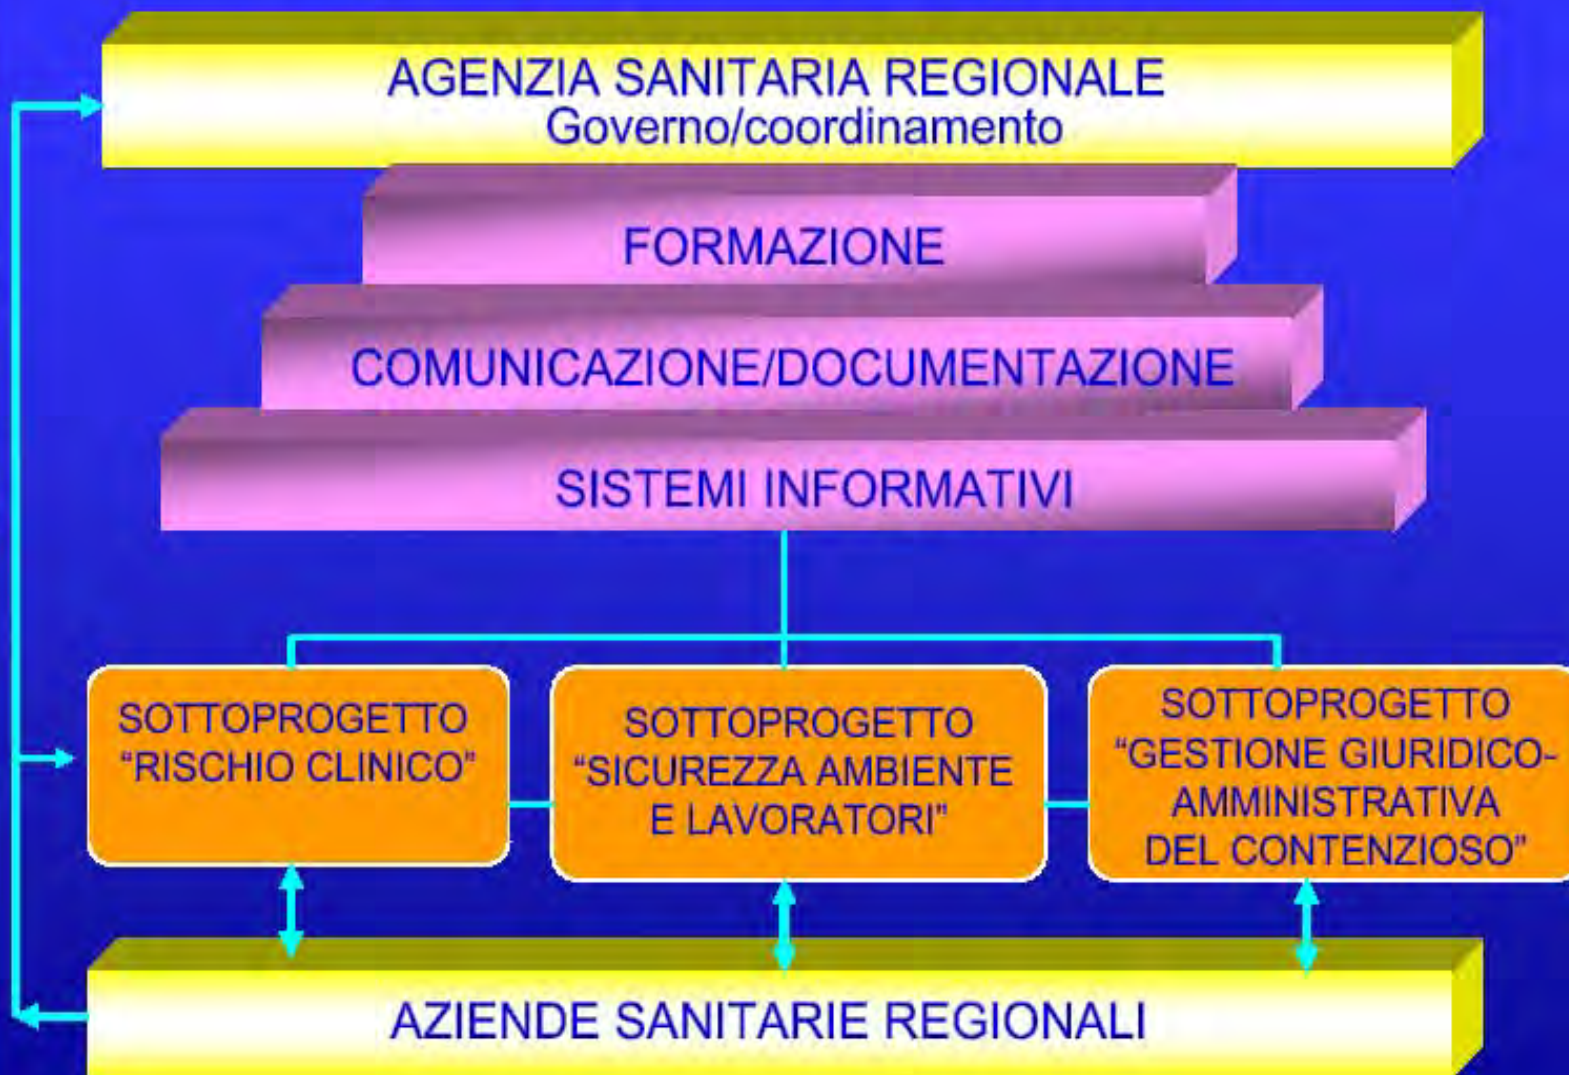 AGENZIA SANITARIA REGIONALE
Governo/coordinamento
FORMAZIONE
COMUNICAZIONE/DOCUMENTAZIONE
SISTEMI INFORMATIVI
SOTTOPROGETTO
“RISCHIO CLINICO”
SOTTOPROGETTO
“SICUREZZA AMBIENTE
E LAVORATORI”
SOTTOPROGETTO
“GESTIONE GIURIDICO-
AMMINISTRATIVA
DEL CONTENZIOSO”
AZIENDE SANITARIE REGIONALI